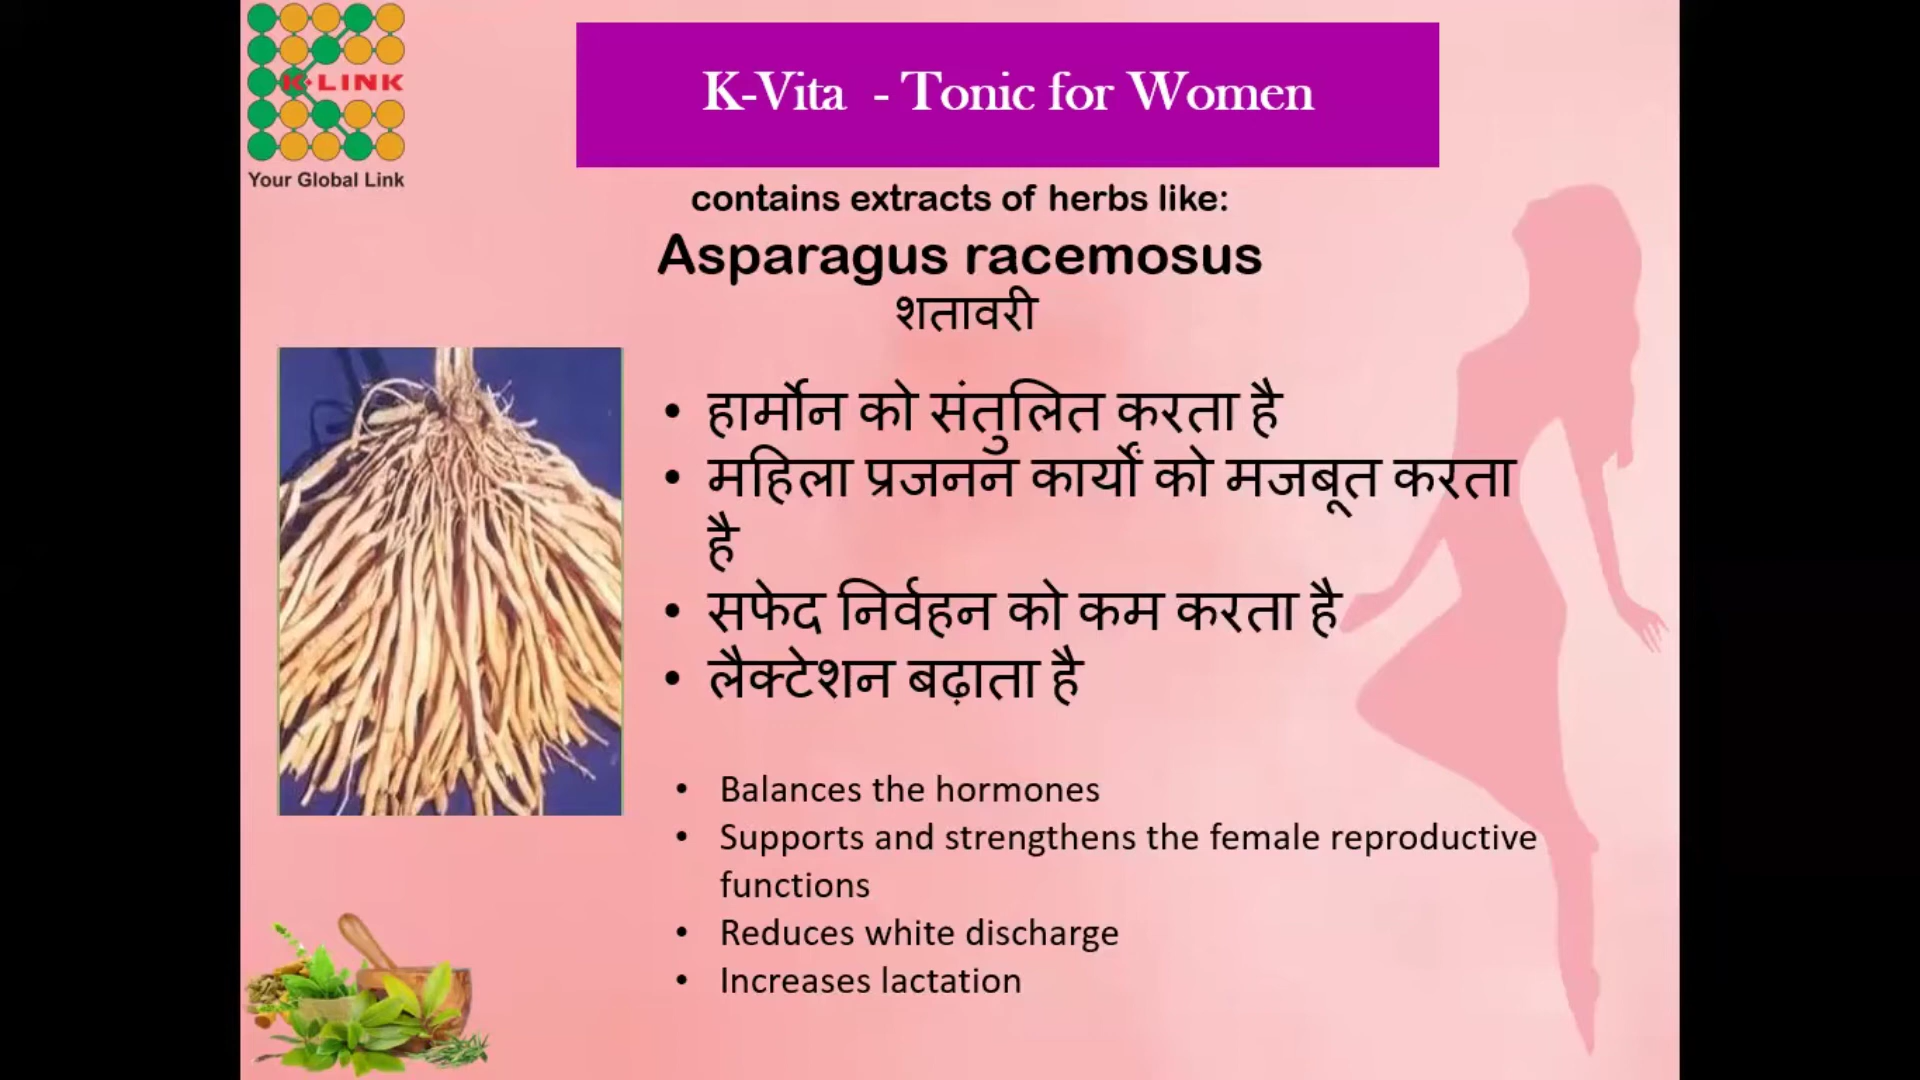 K-LINK
Your Global Link
K-Vita - Tonic for Women
contains extracts of herbs like:
Asparagus racemosus
शतावरी
• हार्मोन को संतुलित करता है
• महिला प्रजनन कार्यों को मजबूत करता
है
• सफेद निर्वहन को कम करता है
• लैक्टेशन बढ़ाता है
• Balances the hormones
• Supports and strengthens the female reproductive
functions
• Reduces white discharge
• Increases lactation